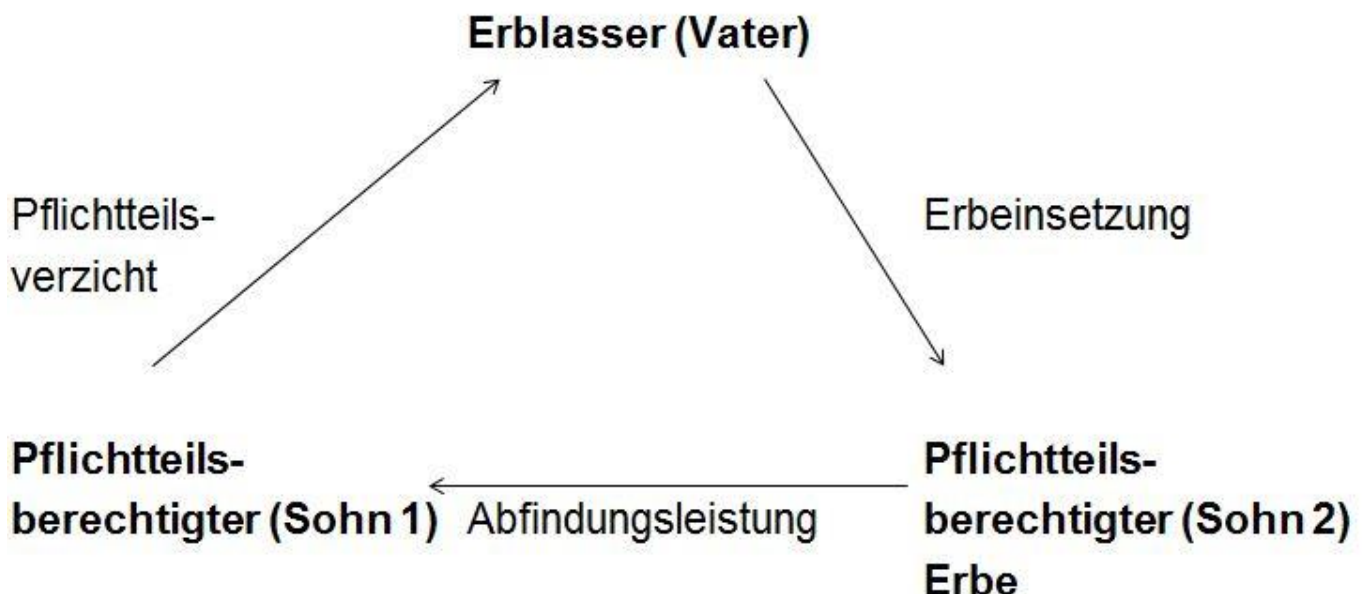 Erblasser (Vater)
Pflichtteils-
verzicht
Erbeinsetzung
Pflichtteils-
berechtigter (Sohn 1)
Abfindungsleistung
Pflichtteils-
berechtigter (Sohn 2)
Erbe